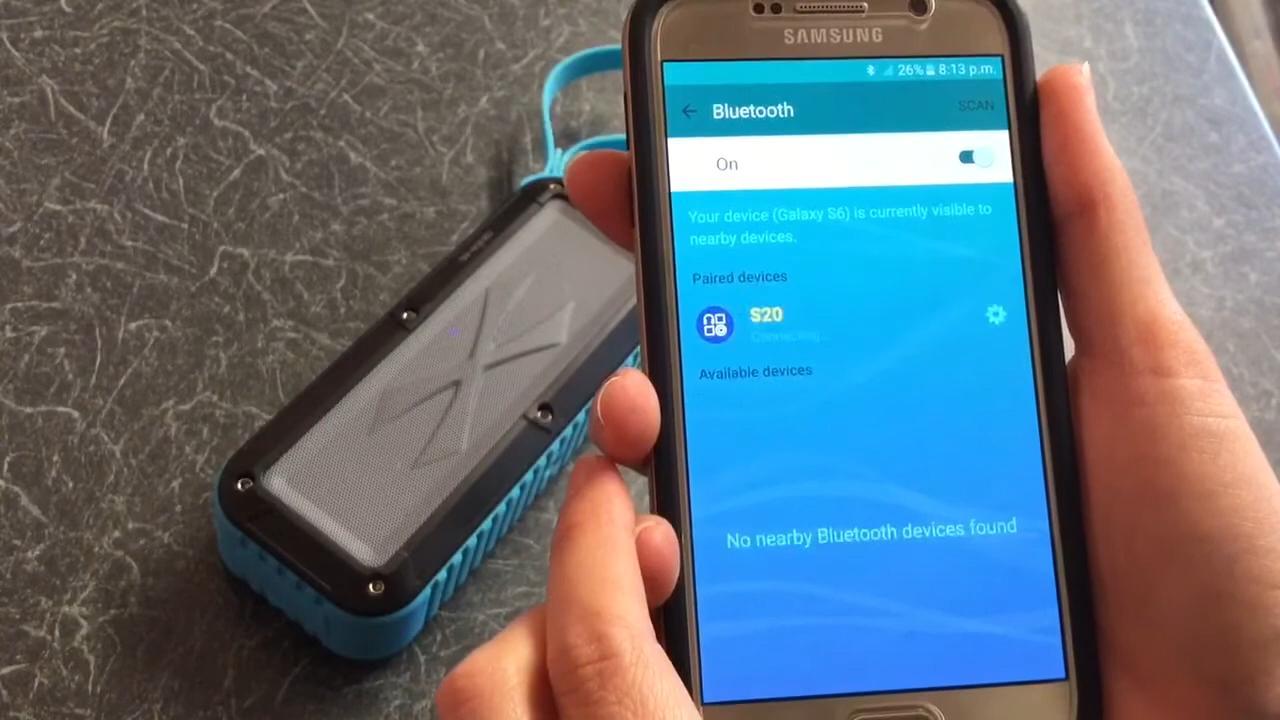 SAMSUNG
26% 8:13 p.m.
Bluetooth SCAN
On
Your device (Galaxy S6) is currently visible to
nearby devices.
Paired devices
S20
Connecting...
Available devices
No nearby Bluetooth devices found